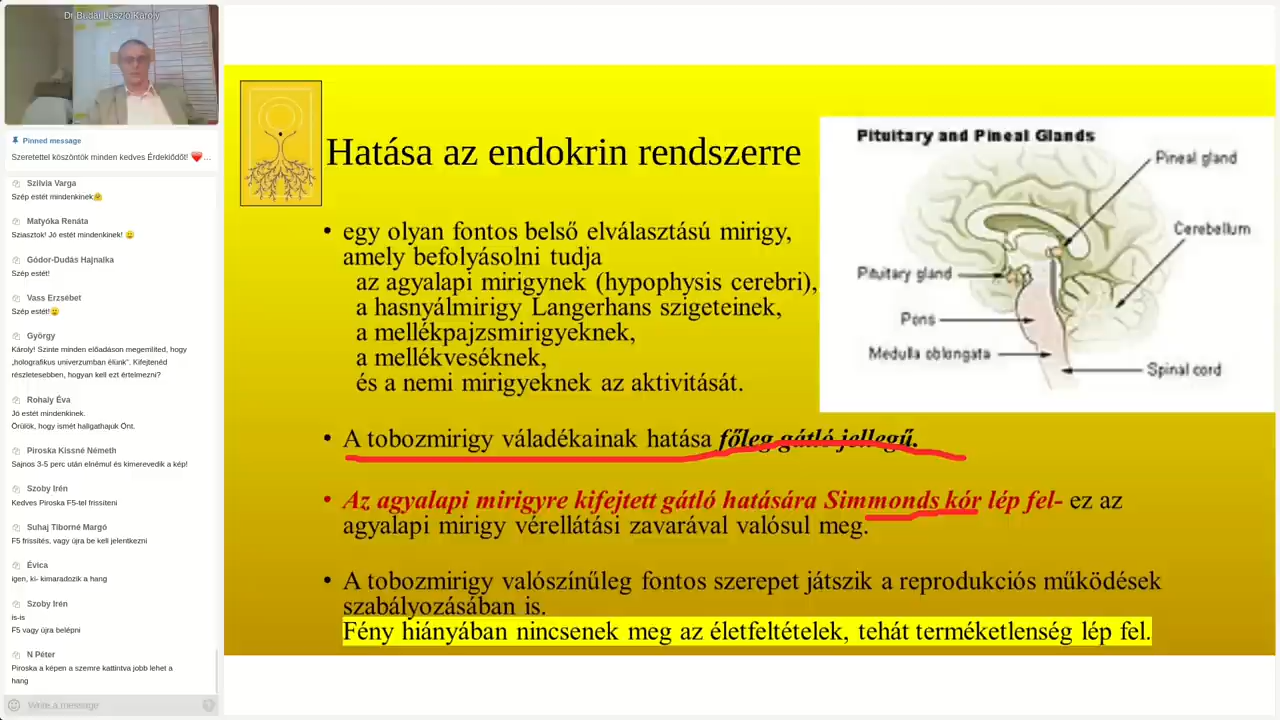 Dr Budai László Károly
Pinned message
Szeretettel köszöntök minden kedves Érdeklődőt! ❤️...
Szilvia Varga
Szép estét mindenkinek🤗
Matyóka Renáta
Sziasztok! Jó estét mindenkinek! 🙂
Gódor-Dudás Hajnalka
Szép estét!
Vass Erzsébet
Szép estét!🙂
György
Károly! Szinte minden előadáson megemlíted, hogy
„holografikus univerzumban élünk". Kifejtenéd
részletesebben, hogyan kell ezt értelmezni?
Rohaly Éva
Jó estét mindenkinek.
Örülök, hogy ismét hallgathajuk Önt.
Piroska Kissné Németh
Sajnos 3-5 perc után elnémul és kimerevedik a kép!
Szoby Irén
Kedves Piroska F5-tel frissíteni
Suhaj Tiborné Margó
F5 frissítés, vagy újra be kell jelentkezni
Évica
igen, ki- kimaradozik a hang
Szoby Irén
is-is
F5 vagy újra belépni
N Péter
Piroska a képen a szemre kattintva jobb lehet a
hang
Write a message
Hatása az endokrin rendszerre
• egy olyan fontos belső elválasztású mirigy,
amely befolyásolni tudja
az agyalapi mirigynek (hypophysis cerebri),
a hasnyálmirigy Langerhans szigeteinek,
a mellékpajzsmirigyeknek,
a mellékveséknek,
és a nemi mirigyeknek az aktivitását.
• A tobozmirigy váladékainak hatása főleg gátló jellegű.
• Az agyalapi mirigyre kifejtett gátló hatására Simmonds kór lép fel- ez az
agyalapi mirigy vérellátási zavarával valósul meg.
• A tobozmirigy valószínűleg fontos szerepet játszik a reprodukciós működések
szabályozásában is.
Fény hiányában nincsenek meg az életfeltételek, tehát terméketlenség lép fel.
Pituitary and Pineal Glands
Pineal gland
Cerebellum
Pituitary gland
Pons
Medulla oblongata
Spinal cord